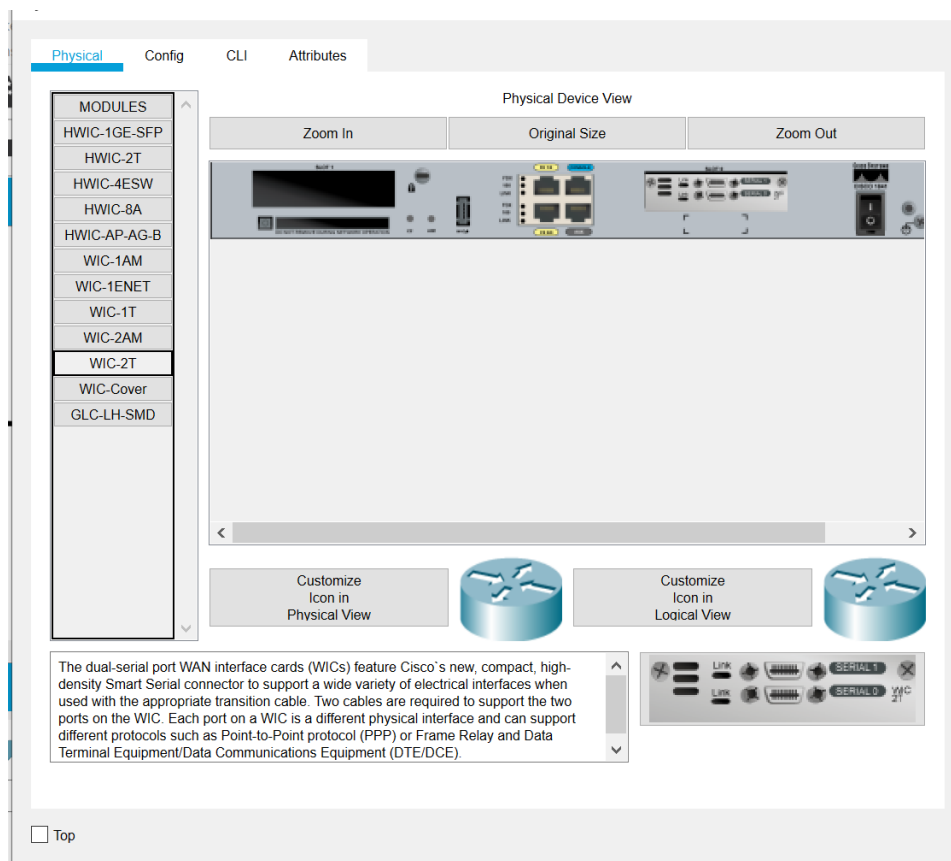 Physical
Config
CLI
Attributes
MODULES
HWIC-1GE-SFP
HWIC-2T
HWIC-4ESW
HWIC-8A
HWIC-AP-AG-B
WIC-1AM
WIC-1ENET
WIC-1T
WIC-2AM
WIC-2T
WIC-Cover
GLC-LH-SMD
Physical Device View
Zoom In
Original Size
Zoom Out
SERIAL 1
SERIAL 0
Customize
Icon in
Physical View
Customize
Icon in
Logical View
The dual-serial port WAN interface cards (WICs) feature Cisco`s new, compact, high-
density Smart Serial connector to support a wide variety of electrical interfaces when
used with the appropriate transition cable. Two cables are required to support the two
ports on the WIC. Each port on a WIC is a different physical interface and can support
different protocols such as Point-to-Point protocol (PPP) or Frame Relay and Data
Terminal Equipment/Data Communications Equipment (DTE/DCE).
Link
SERIAL 1
Link
SERIAL 0
WIC
2T
Top